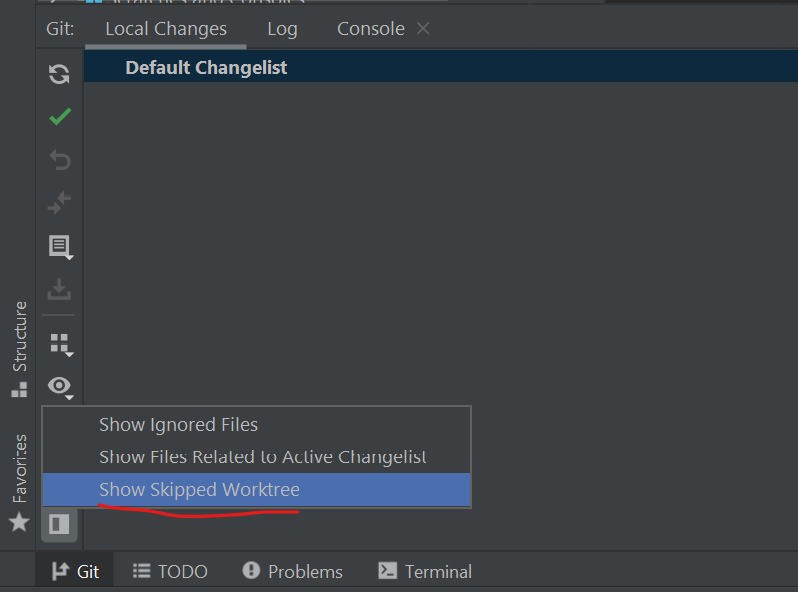 Git: Local Changes Log Console
Default Changelist
Structure
Favorites
Show Ignored Files
Show Files Related to Active Changelist
Show Skipped Worktree
Git TODO Problems Terminal